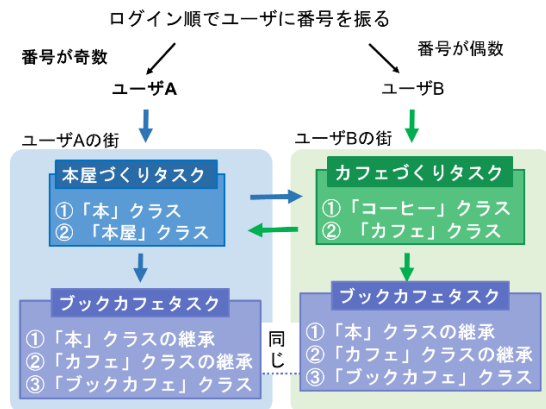 ログイン順でユーザに番号を振る
番号が奇数
番号が偶数
ユーザA
ユーザB
ユーザAの街
ユーザBの街
本屋づくりタスク
①「本」クラス
② 「本屋」クラス
カフェづくりタスク
①「コーヒー」クラス
② 「カフェ」クラス
ブックカフェタスク
①「本」クラスの継承
②「カフェ」クラスの継承
③「ブックカフェ」クラス
同じ
ブックカフェタスク
①「本」クラスの継承
②「カフェ」クラスの継承
③「ブックカフェ」クラス